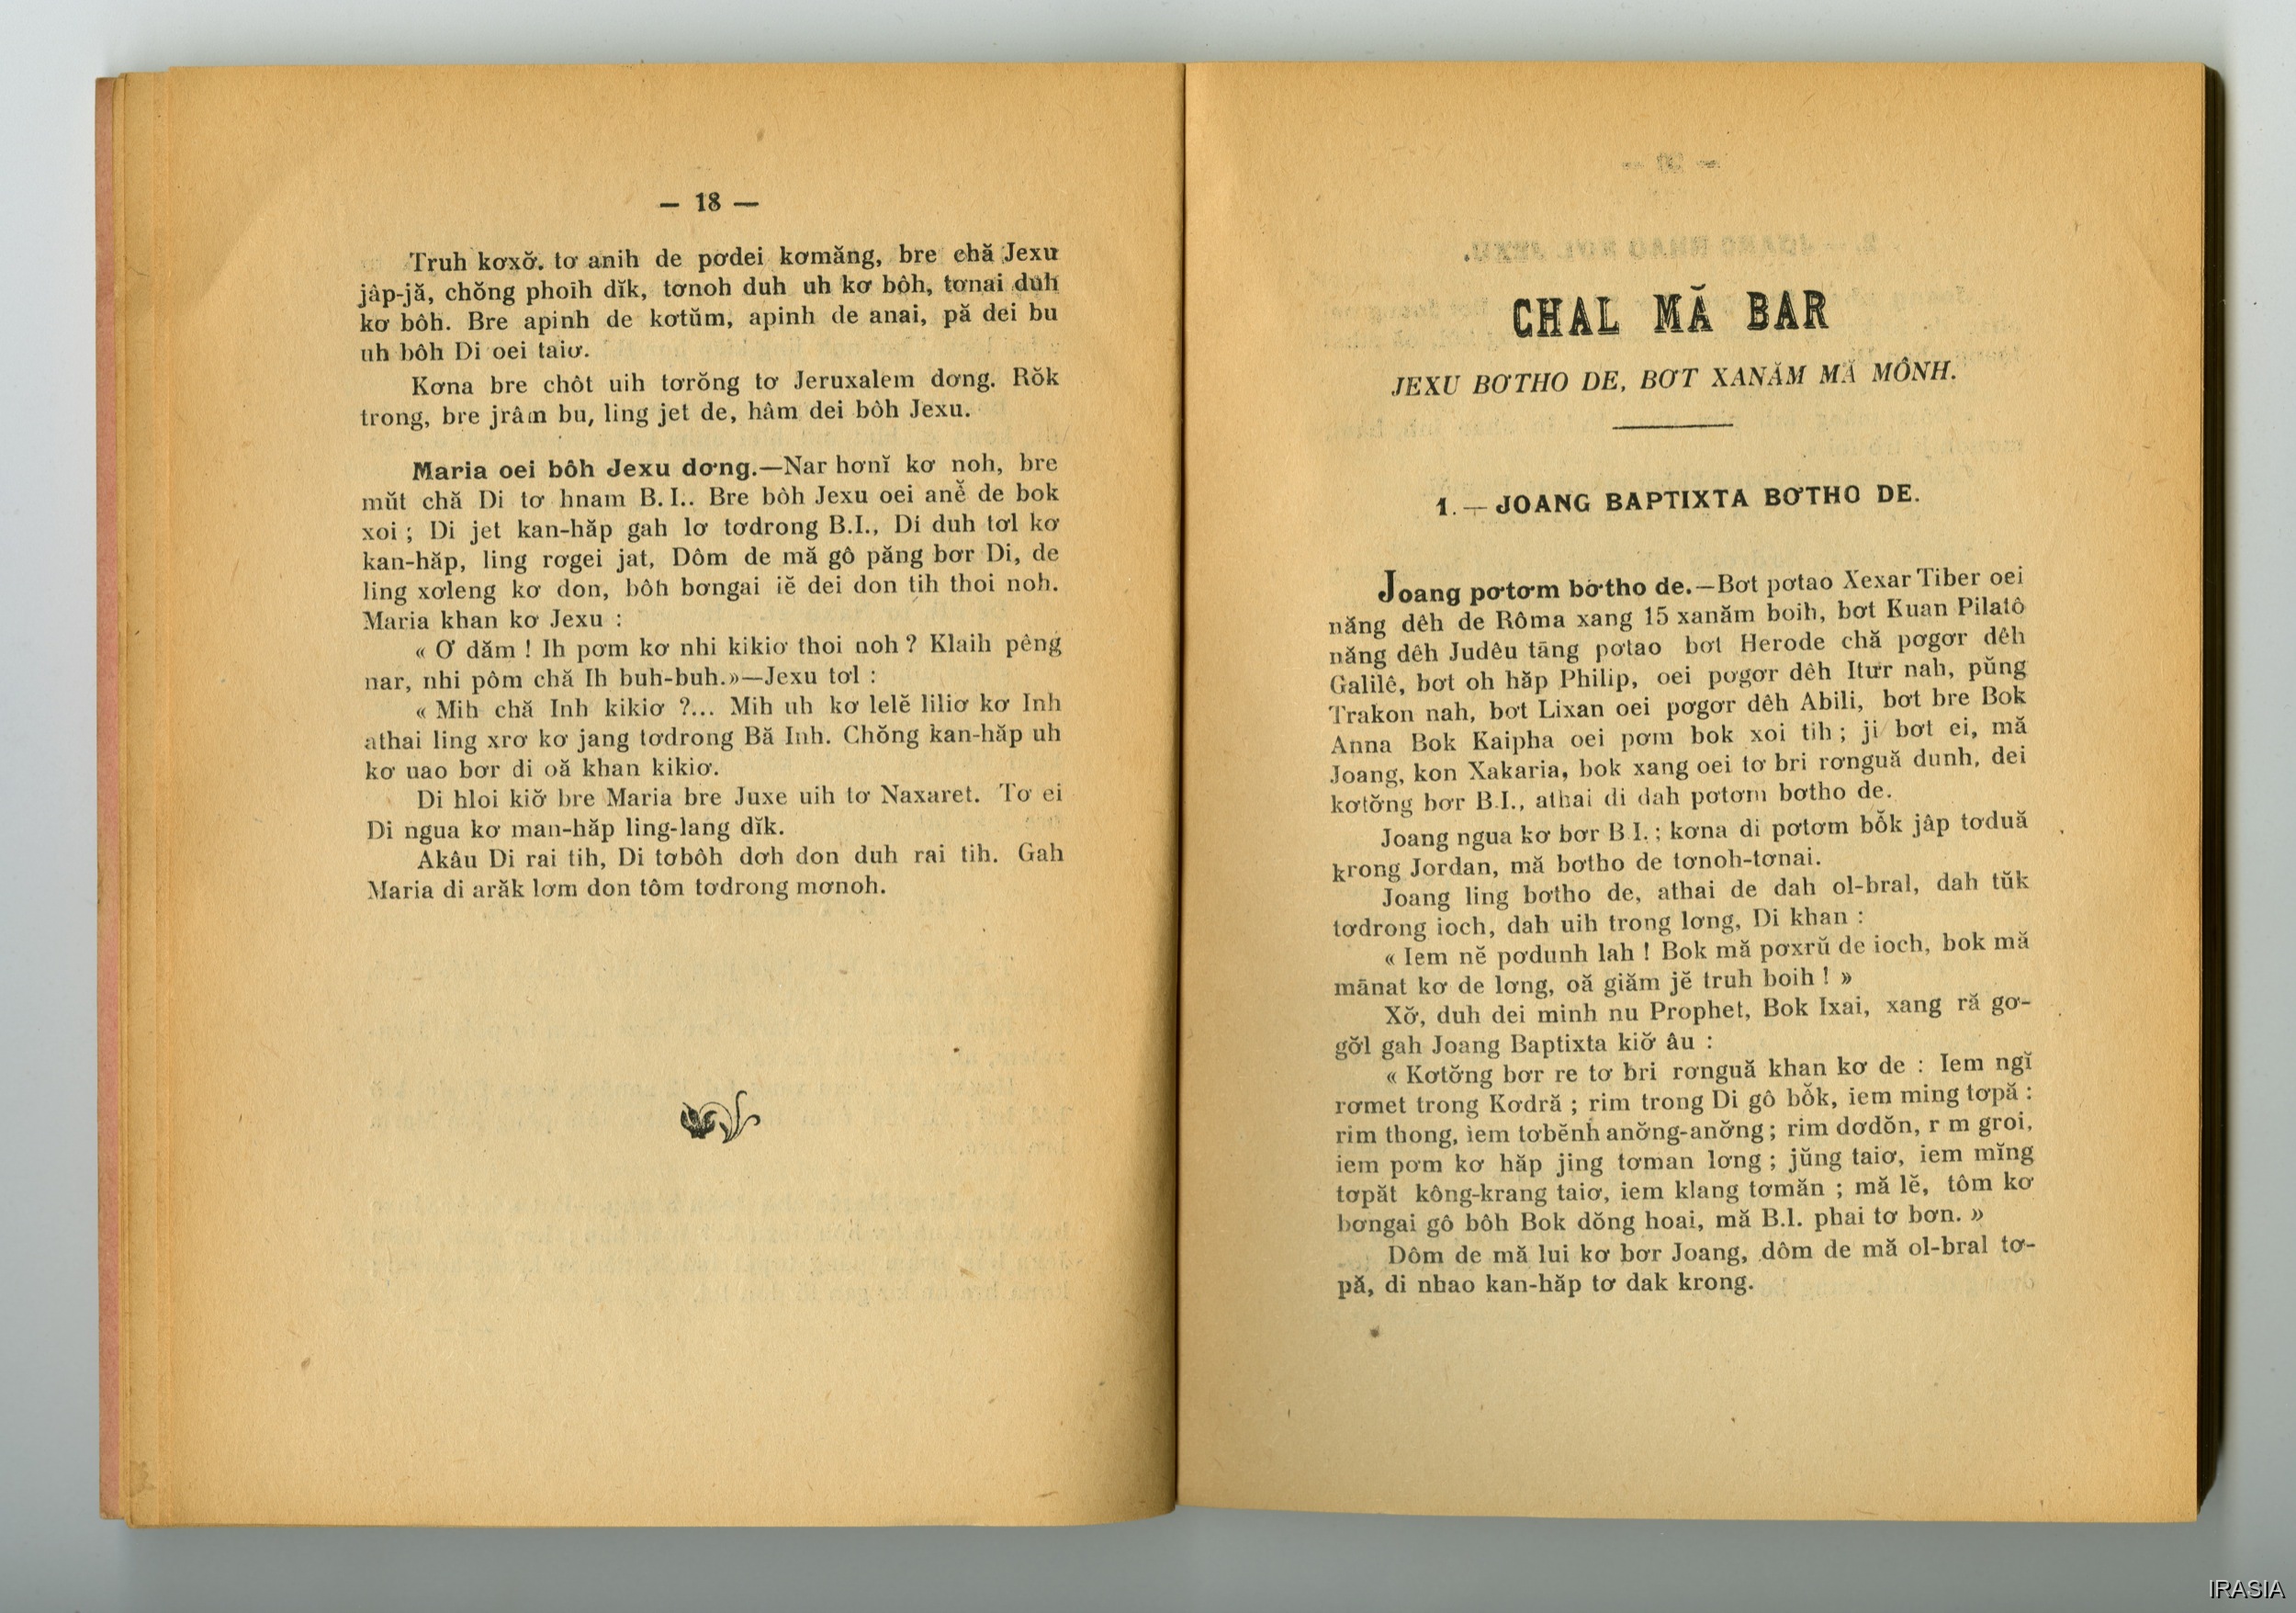 — 18 —
Truh kơxờ̆. tơ anih de pơdei kơmăng, bre chă Jexu
jâp-jă, chŏng phoih dĭk, tơnoh duh uh kơ bôh, tơnai duh
kơ bôh. Bre apinh de kơtŭm, apinh de anai, pă dei bu
uh bôh Di oei taiơ.
Kơna bre chôt uih tơrŏng tơ Jeruxalem dơng. Rŏk
trong, bre jrâm bu, ling jet de, hâm dei bôh Jexu.
Maria oei bôh Jexu dơng.—Nar hơnĭ kơ noh, bre
mŭt chă Di tơ hnam B.I.. Bre bôh Jexu oei anê̆ de bok
xoi ; Di jet kan-hăp gah lơ tơdrong B.I., Di duh tơl kơ
kan-hăp, ling rơgei jat, Dôm de mă gô păng bơr Di, de
ling xơleng kơ don, bôh bơngai iĕ dei don tih thoi noh.
Maria khan kơ Jexu :
« Ơ dăm ! Ih pơm kơ nhi kikiơ thoi noh ? Klaih pêng
nar, nhi pôm chă Ih buh-buh.»—Jexu tơl :
« Mih chă Inh kikiơ ?... Mih uh kơ lelĕ liliơ kơ Inh
athai ling xrơ kơ jang tơdrong Bă Inh. Chŏng kan-hăp uh
kơ uao bơr di oă khan kikiơ.
Di hloi kiơ̆ bre Maria bre Juxe uih tơ Naxaret. Tơ ei
Di ngua kơ man-hăp ling-lang dĭk.
Akâu Di rai tih, Di tơbôh dơh don duh rai tih. Gah
Maria di arăk lơm don tôm tơdrong mơnoh.
CHAL MĂ BAR
JEXU BƠTHO DE, BƠT XANĂM MĂ MÔNH.
1. — JOANG BAPTIXTA BƠTHO DE.
Joang pơtơm bơtho de.—Bơt pơtao Xexar Tiber oei
năng dêh de Rôma xang 15 xanăm boih, bơt Kuan Pilatô
năng dêh Judêu tăng pơtao bơt Herode chă pơgơr dêh
Galilê, bơt oh hăp Philip, oei pơgơr dêh Itưr nah, pŭng
Trakon nah, bơt Lixan oei pơgơr dêh Abili, bơt bre Bok
Anna Bok Kaipha oei pơm bok xoi tih ; ji bơt ei, mă
Joang, kon Xakaria, bok xang oei tơ bri rơnguă dunh, dei
kơtơ̆ng bơr B.I., athai di dah pơtơm bơtho de.
Joang ngua kơ bơr B.I. ; kơna di pơtơm bô̆k jâp tơduă
krong Jordan, mă bơtho de tơnoh-tơnai.
Joang ling bơtho de, athai de dah ol-bral, dah tŭk
tơdrong ioch, dah uih trong lơng, Di khan :
« Iem nĕ pơdunh lah ! Bok mă pơxrŭ de ioch, bok mă
mănat kơ de lơng, oă giăm jĕ truh boih ! »
Xơ̆, duh dei minh nu Prophet, Bok Ixai, xang ră gơ-
gơ̆l gah Joang Baptixta kiơ̆ âu :
« Kơtơ̆ng bơr re tơ bri rơnguă khan kơ de : Iem ngĭ
rơmet trong Kơdră ; rim trong Di gô bô̆k, iem ming tơpă :
rim thong, iem tơbĕnh anơ̆ng-anơ̆ng ; rim dơdŏn, r m groi,
iem pơm kơ hăp jing tơman lơng ; jŭng taiơ, iem mĭng
tơpăt kông-krang taiơ, iem klang tơmăn ; mă lĕ, tôm kơ
bơngai gô bôh Bok dŏng hoai, mă B.I. phai tơ bơn. »
Dôm de mă lui kơ bơr Joang, dôm de mă ol-bral tơ-
pă, di nhao kan-hăp tơ dak krong.
IRASIA